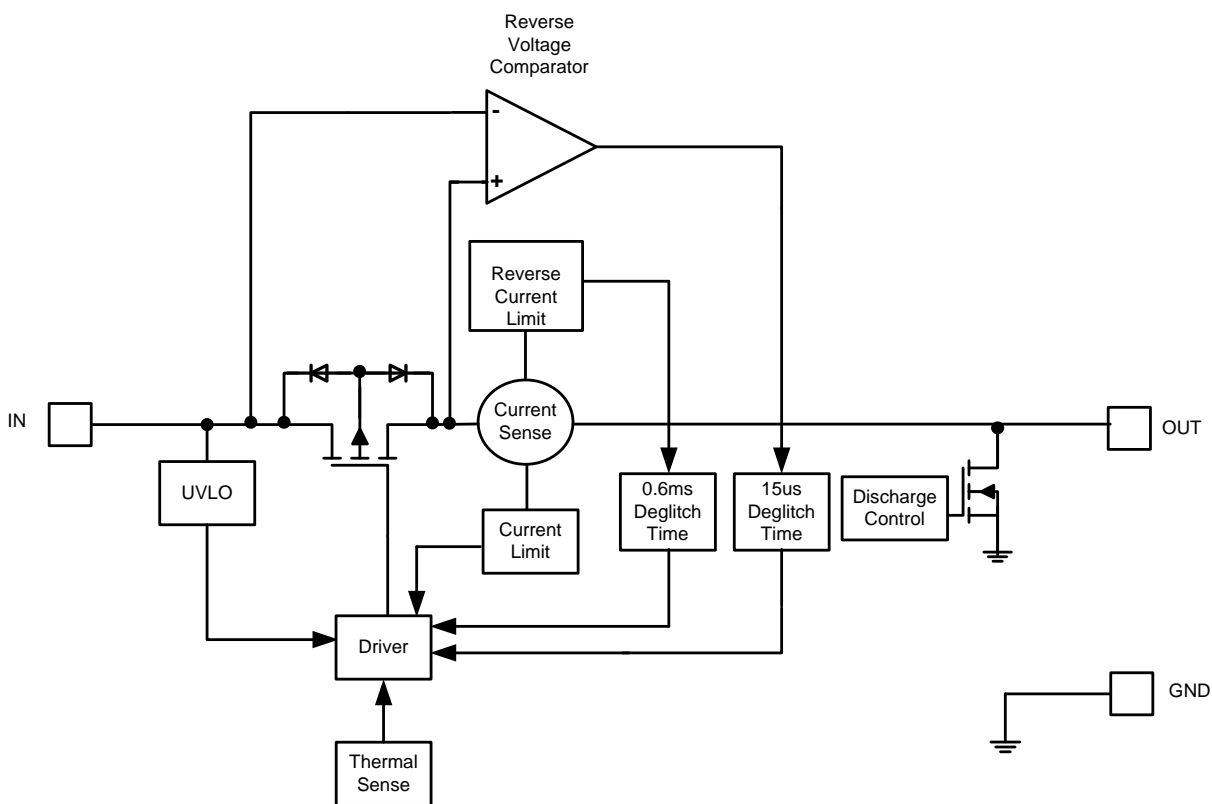 Reverse
Voltage
Comparator
-
+
Reverse
Current
Limit
IN
Current
Sense
OUT
UVLO
0.6ms
Deglitch
Time
15us
Deglitch
Time
Discharge
Control
Current
Limit
Driver
GND
Thermal
Sense